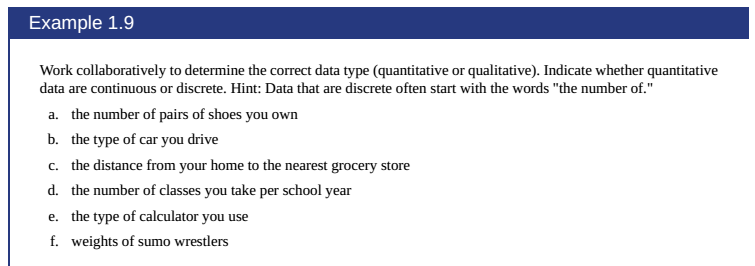 Example 1.9
Work collaboratively to determine the correct data type (quantitative or qualitative). Indicate whether quantitative
data are continuous or discrete. Hint: Data that are discrete often start with the words "the number of."
a. the number of pairs of shoes you own
b. the type of car you drive
c. the distance from your home to the nearest grocery store
d. the number of classes you take per school year
e. the type of calculator you use
f. weights of sumo wrestlers